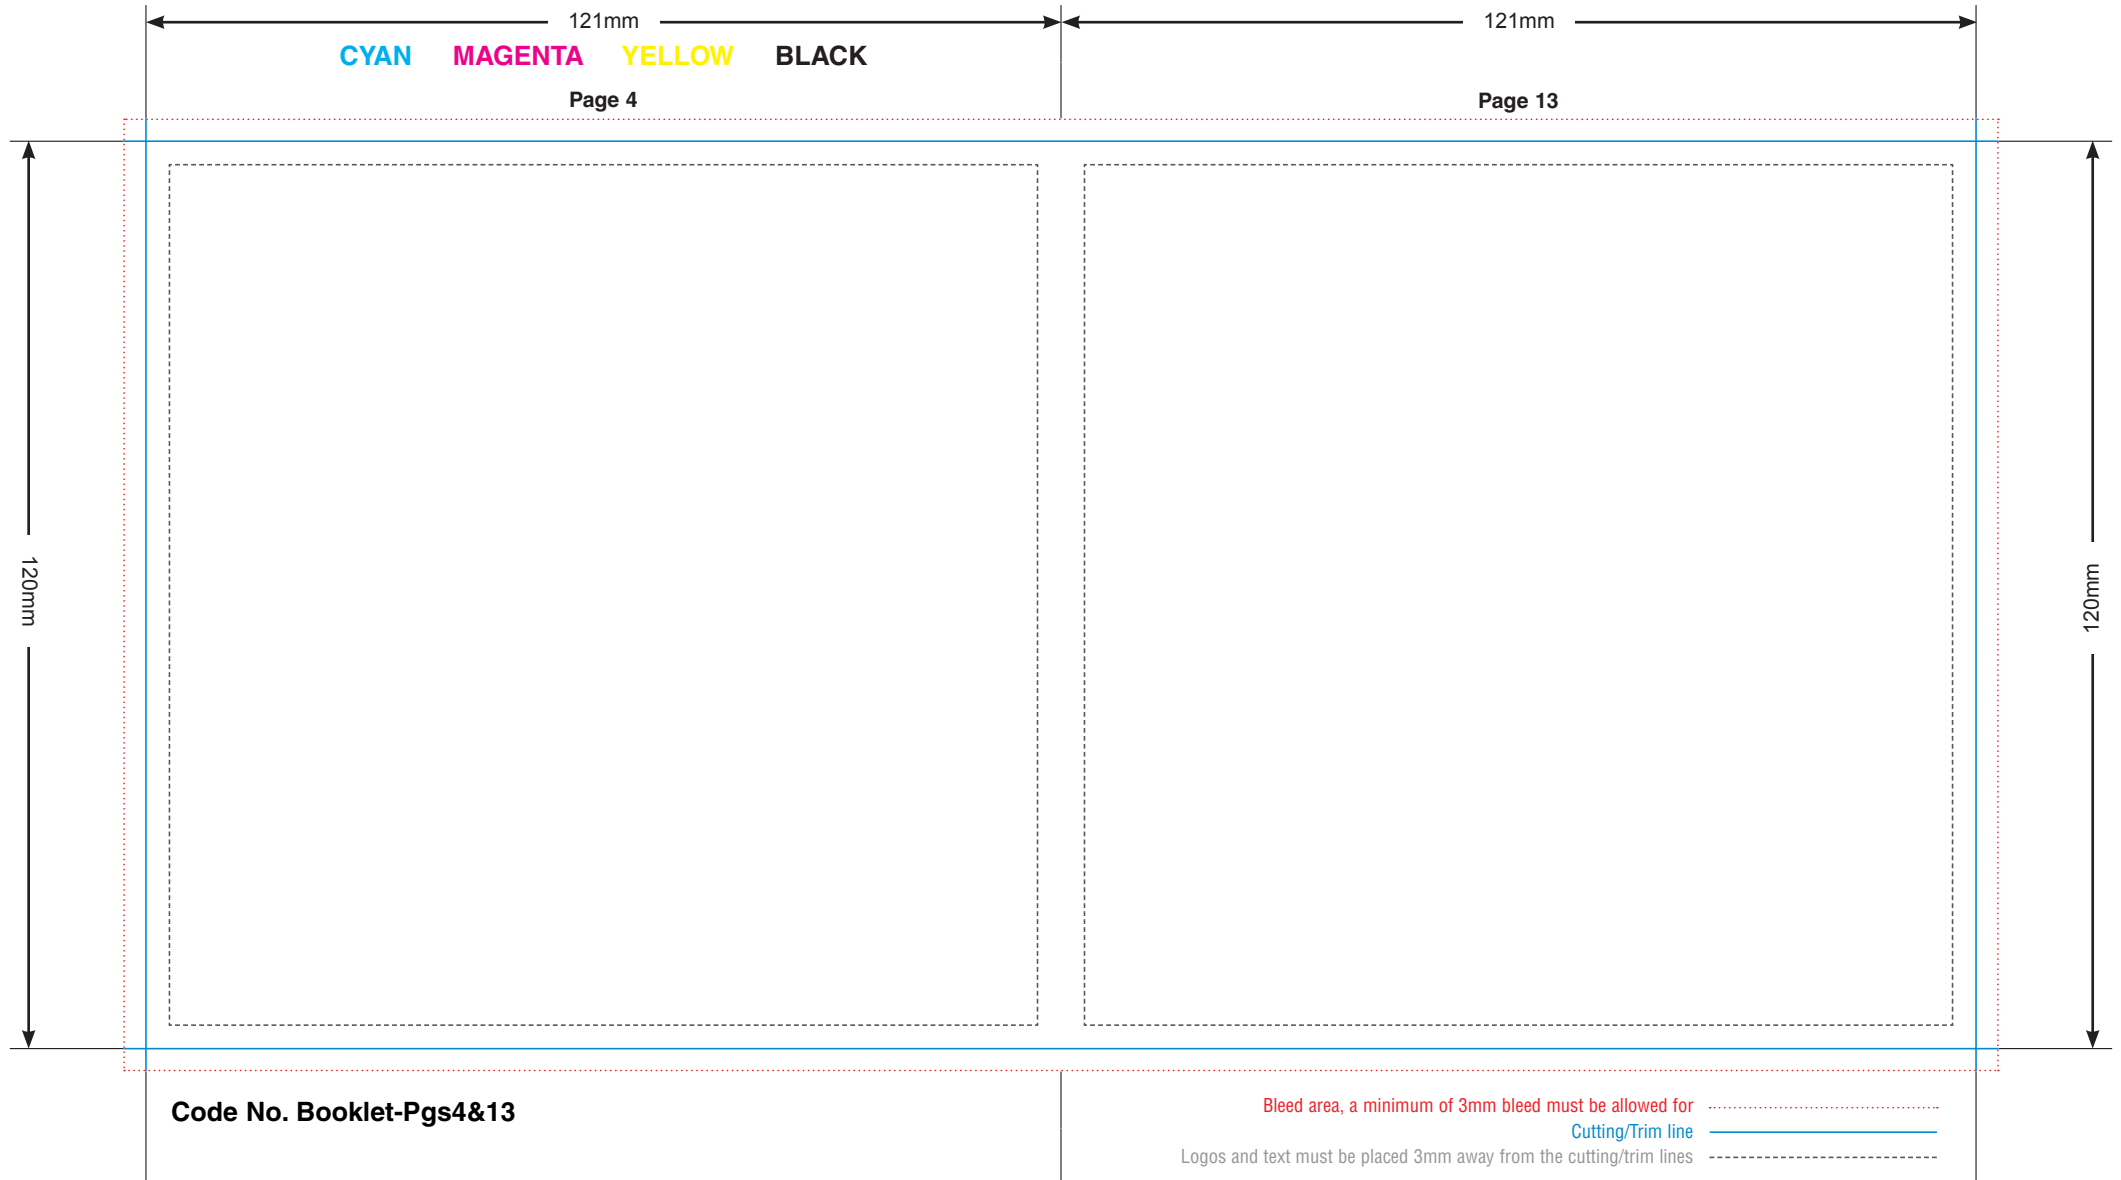 121mm 121mm
CYAN MAGENTA YELLOW BLACK
Page 4 Page 13
120mm 120mm
Code No. Booklet-Pgs4&13
Bleed area, a minimum of 3mm bleed must be allowed for
Cutting/Trim line
Logos and text must be placed 3mm away from the cutting/trim lines